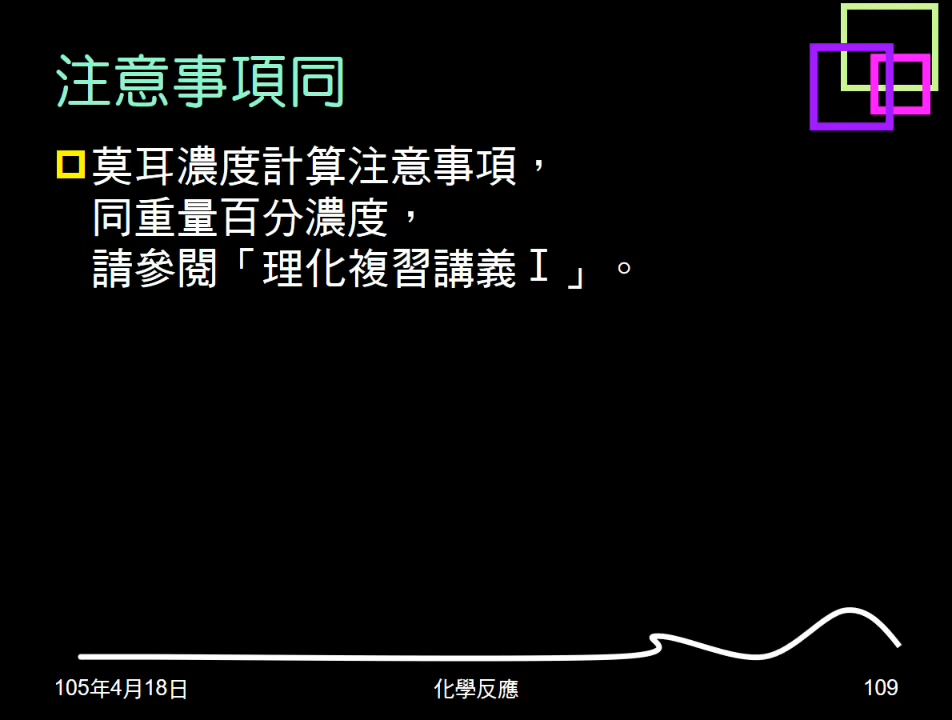 注意事項同
莫耳濃度計算注意事項，
同重量百分濃度，
請參閱「理化複習講義Ⅰ」。
105年4月18日
化學反應
109